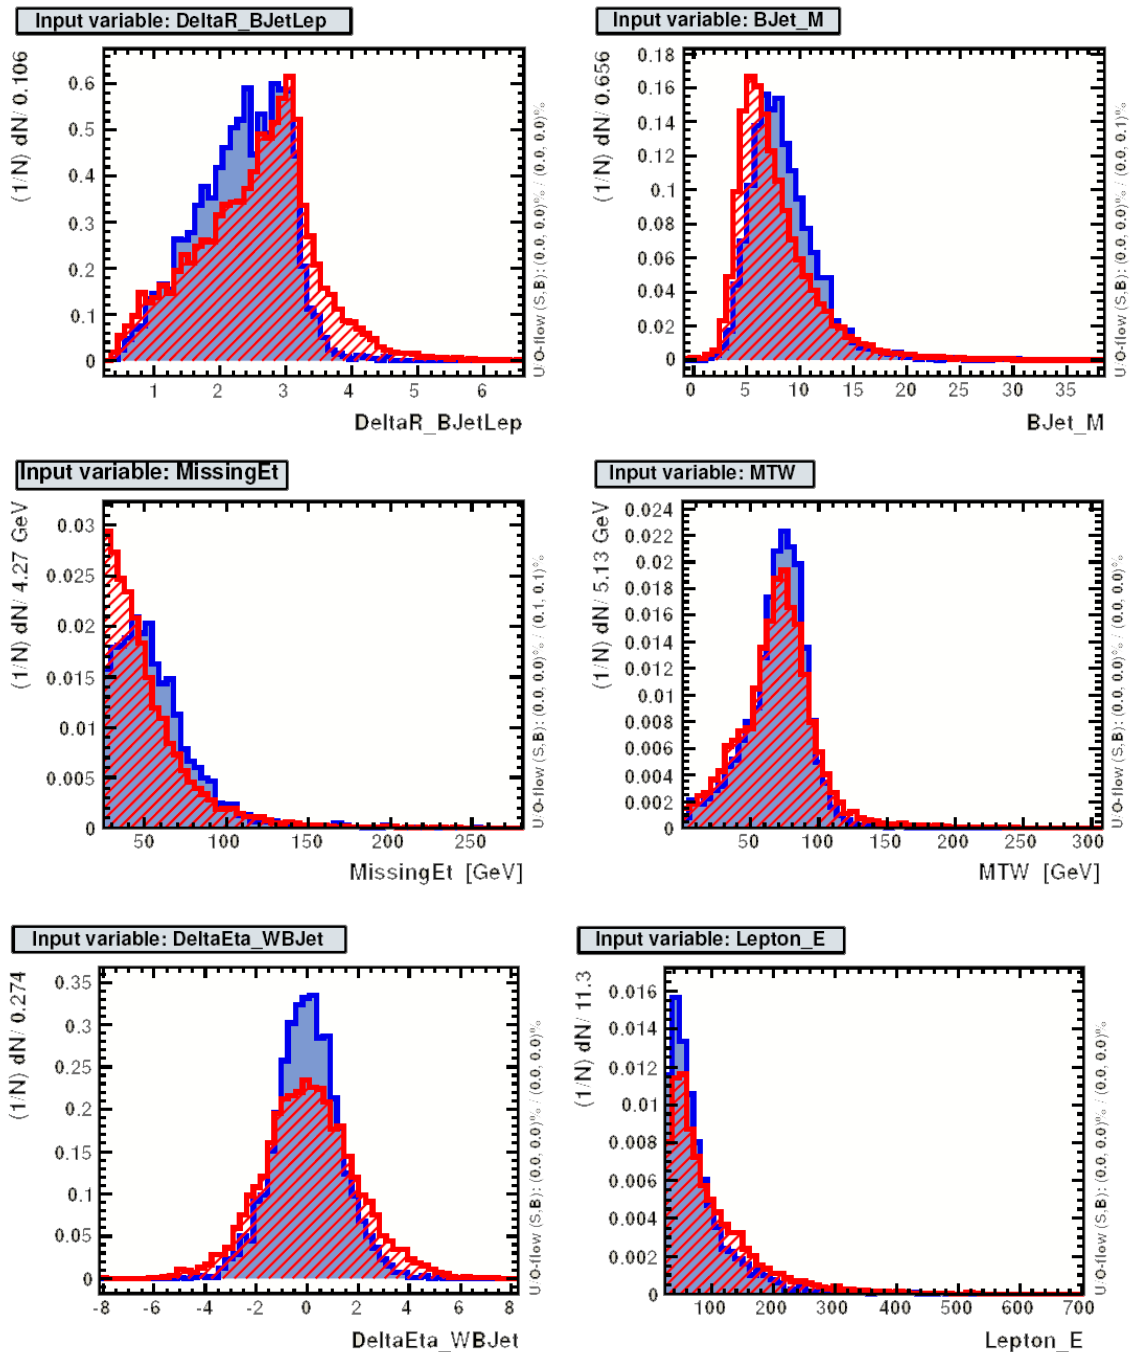 Input variable: DeltaR_BJetLep
(1/N) dN/ 0.106
0.6
0.5
0.4
0.3
0.2
0.1
0
1 2 3 4 5 6
DeltaR_BJetLep
U/O-flow (S,B): (0.0, 0.0)% / (0.0, 0.0)%
Input variable: BJet_M
(1/N) dN/ 0.656
0.18
0.16
0.14
0.12
0.1
0.08
0.06
0.04
0.02
0
0 5 10 15 20 25 30 35
BJet_M
U/O-flow (S,B): (0.0, 0.0)% / (0.0, 0.1)%
Input variable: MissingEt
(1/N) dN/ 4.27 GeV
0.03
0.025
0.02
0.015
0.01
0.005
0
50 100 150 200 250
MissingEt [GeV]
U/O-flow (S,B): (0.0, 0.0)% / (0.1, 0.1)%
Input variable: MTW
(1/N) dN/ 5.13 GeV
0.024
0.022
0.02
0.018
0.016
0.014
0.012
0.01
0.008
0.006
0.004
0.002
0
50 100 150 200 250 300
MTW [GeV]
U/O-flow (S,B): (0.0, 0.0)% / (0.0, 0.0)%
Input variable: DeltaEta_WBJet
(1/N) dN/ 0.274
0.35
0.3
0.25
0.2
0.15
0.1
0.05
0
-8 -6 -4 -2 0 2 4 6 8
DeltaEta_WBJet
U/O-flow (S,B): (0.0, 0.0)% / (0.0, 0.0)%
Input variable: Lepton_E
(1/N) dN/ 11.3
0.016
0.014
0.012
0.01
0.008
0.006
0.004
0.002
0
100 200 300 400 500 600 700
Lepton_E
U/O-flow (S,B): (0.0, 0.0)% / (0.0, 0.0)%